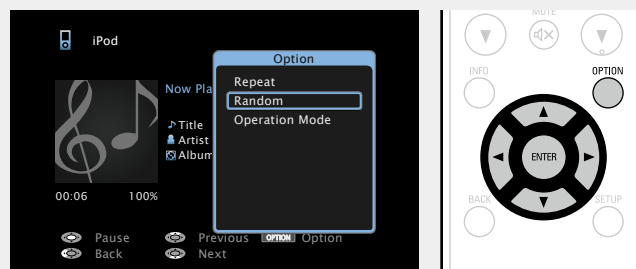 iPod
Option
Now Pla
Repeat
Random
Operation Mode
Title
Artist
Album
00:06 100%
Pause Previous OPTION Option
Back Next
MUTE
INFO OPTION
ENTER
BACK SETUP